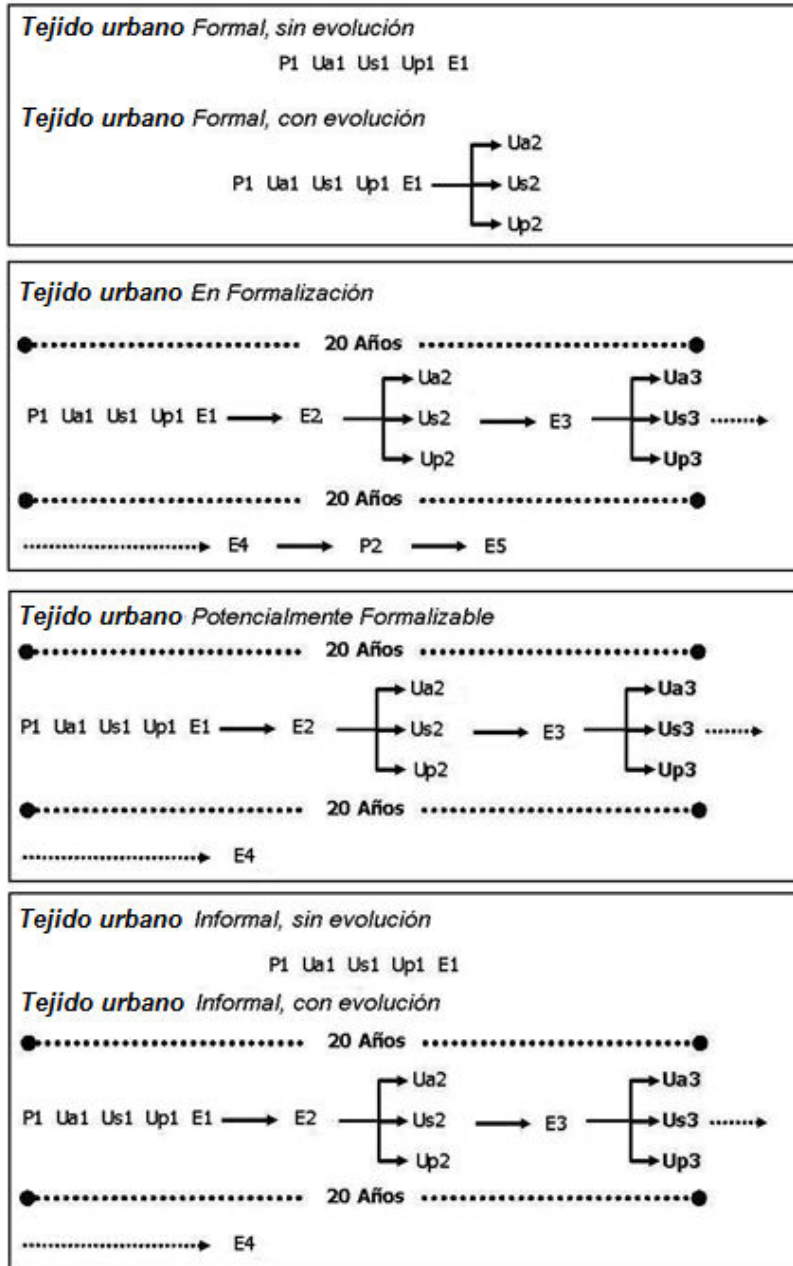 Tejido urbano Formal, sin evolución
P1 Ua1 Us1 Up1 E1
Tejido urbano Formal, con evolución
Ua2
P1 Ua1 Us1 Up1 E1 Us2
Up2
Tejido urbano En Formalización
20 Años
Ua2 Ua3
P1 Ua1 Us1 Up1 E1 E2 Us2 E3 Us3
Up2 Up3
20 Años
E4 P2 E5
Tejido urbano Potencialmente Formalizable
20 Años
Ua2 Ua3
P1 Ua1 Us1 Up1 E1 E2 Us2 E3 Us3
Up2 Up3
20 Años
E4
Tejido urbano Informal, sin evolución
P1 Ua1 Us1 Up1 E1
Tejido urbano Informal, con evolución
20 Años
Ua2 Ua3
P1 Ua1 Us1 Up1 E1 E2 Us2 E3 Us3
Up2 Up3
20 Años
E4